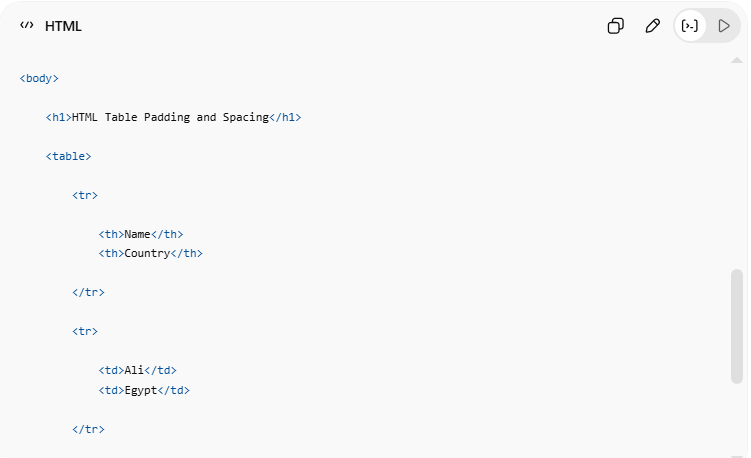 HTML
<body>
<h1>HTML Table Padding and Spacing</h1>
<table>
<tr>
<th>Name</th>
<th>Country</th>
</tr>
<tr>
<td>Ali</td>
<td>Egypt</td>
</tr>